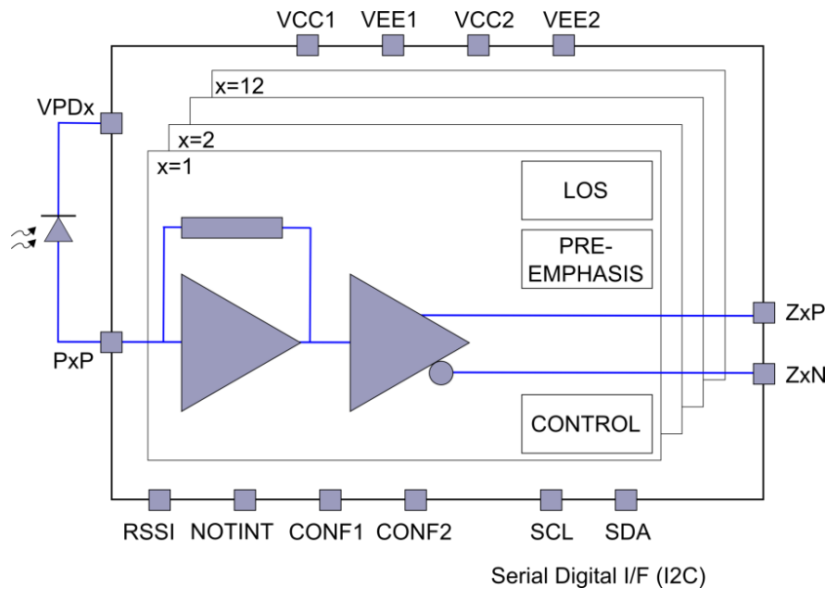 VCC1 VEE1 VCC2 VEE2
x=12
VPDx
x=2
x=1
LOS
PRE-
EMPHASIS
ZxP
PxP
ZxN
CONTROL
RSSI NOTINT CONF1 CONF2 SCL SDA
Serial Digital I/F (I2C)